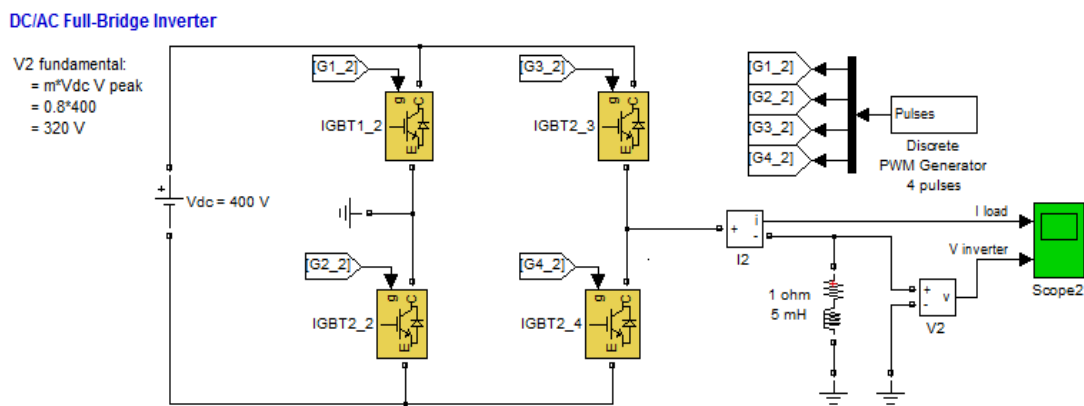 DC/AC Full-Bridge Inverter
V2 fundamental:
= m*Vdc V peak
= 0.8*400
= 320 V
[G1_2]
g
C
E
IGBT1_2
[G3_2]
g
C
E
IGBT2_3
[G1_2]
[G2_2]
[G3_2]
[G4_2]
Pulses
Discrete
PWM Generator
4 pulses
+
Vdc = 400 V
[G2_2]
g
C
E
IGBT2_2
[G4_2]
g
C
E
IGBT2_4
+
i
-
I2
I load
V inverter
Scope2
1 ohm
5 mH
+
-
v
V2